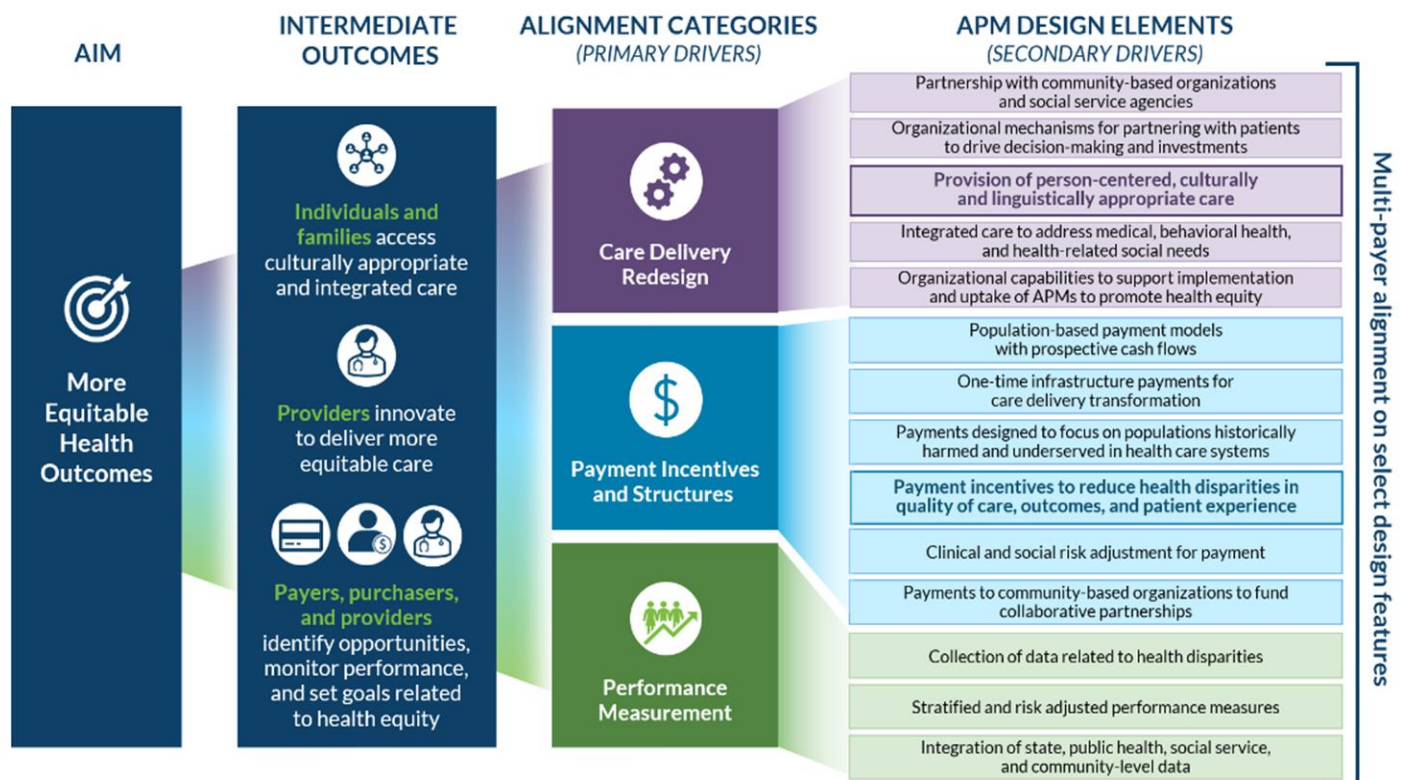 AIM
INTERMEDIATE
OUTCOMES
ALIGNMENT CATEGORIES
(PRIMARY DRIVERS)
APM DESIGN ELEMENTS
(SECONDARY DRIVERS)
More
Equitable
Health
Outcomes
Individuals and
families access
culturally appropriate
and integrated care
Providers innovate
to deliver more
equitable care
Payers, purchasers,
and providers
identify opportunities,
monitor performance,
and set goals related
to health equity
Care Delivery
Redesign
$
Payment Incentives
and Structures
Performance
Measurement
Partnership with community-based organizations
and social service agencies
Organizational mechanisms for partnering with patients
to drive decision-making and investments
Provision of person-centered, culturally
and linguistically appropriate care
Integrated care to address medical, behavioral health,
and health-related social needs
Organizational capabilities to support implementation
and uptake of APMs to promote health equity
Population-based payment models
with prospective cash flows
One-time infrastructure payments for
care delivery transformation
Payments designed to focus on populations historically
harmed and underserved in health care systems
Payment incentives to reduce health disparities in
quality of care, outcomes, and patient experience
Clinical and social risk adjustment for payment
Payments to community-based organizations to fund
collaborative partnerships
Collection of data related to health disparities
Stratified and risk adjusted performance measures
Integration of state, public health, social service,
and community-level data
Multi-payer alignment on select design features